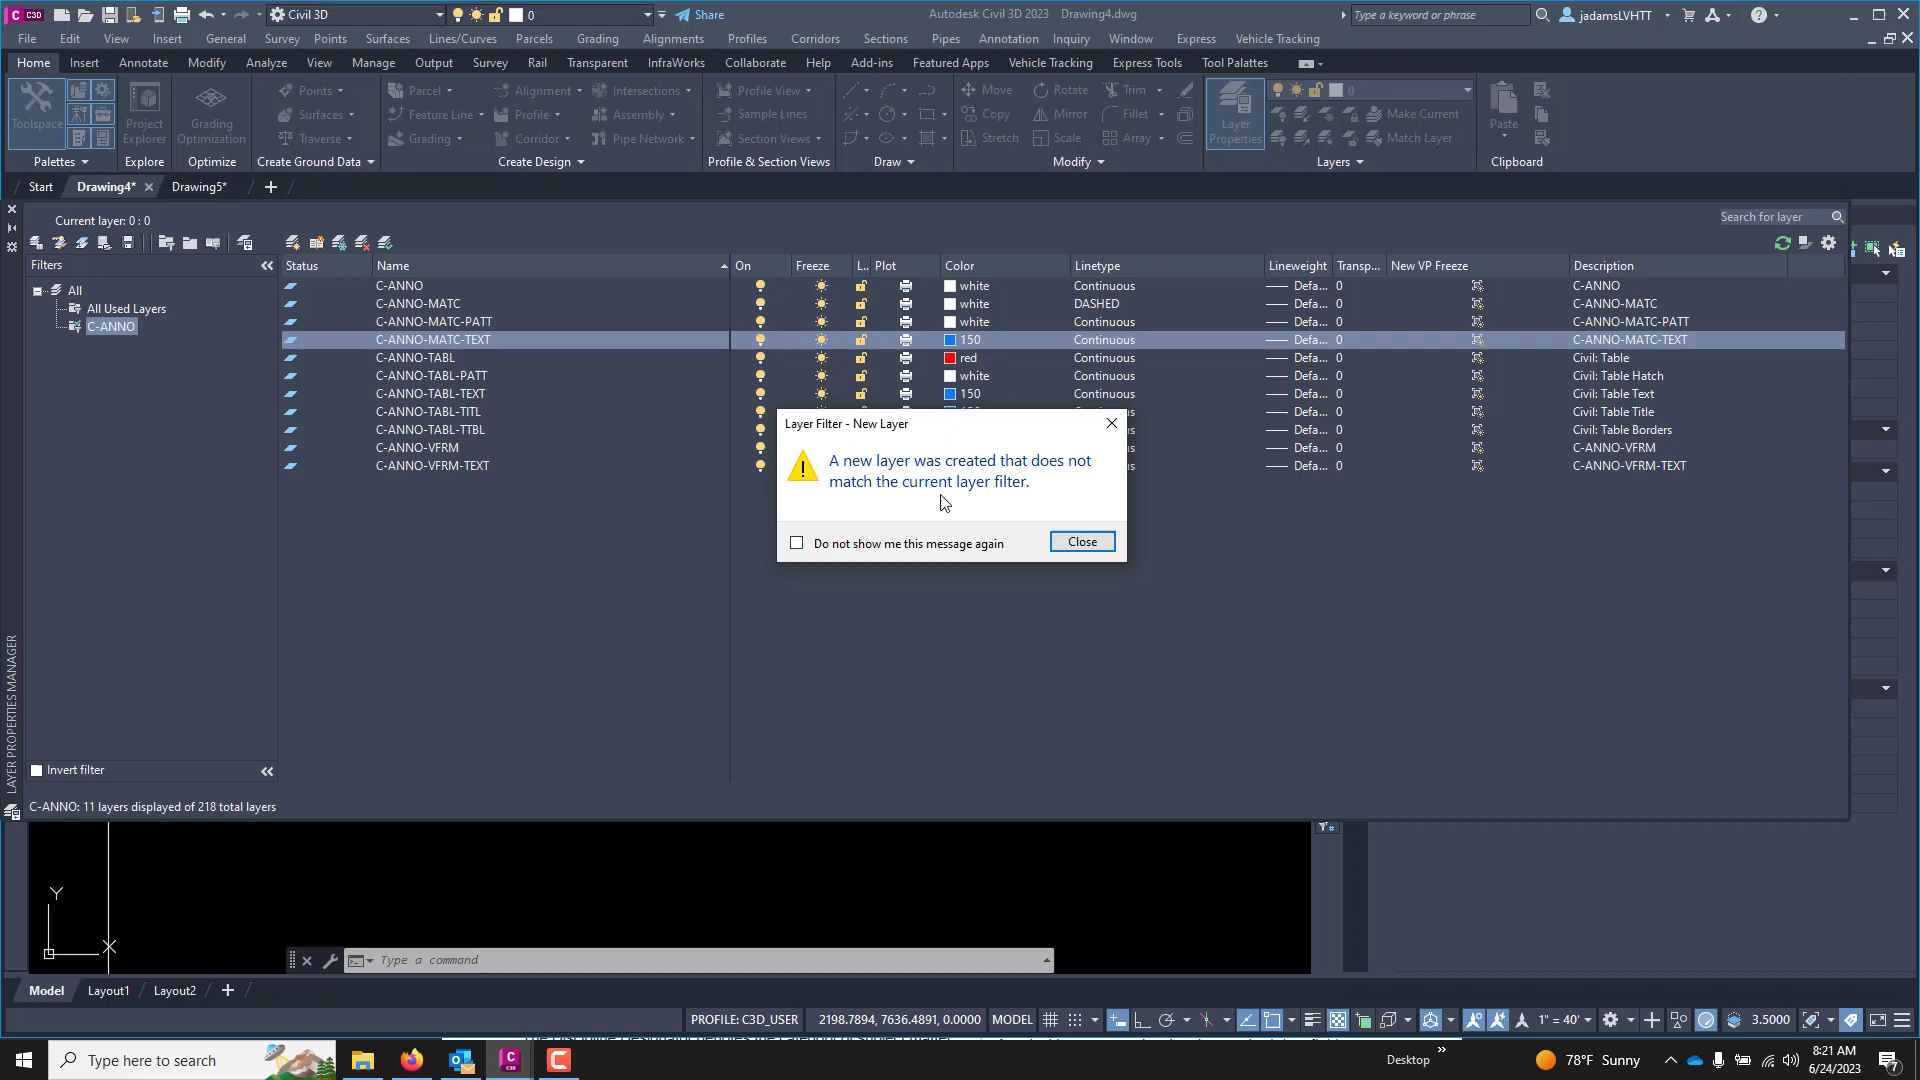 C C3D
Civil 3D
0
Share
Autodesk Civil 3D 2023 Drawing4.dwg
Type a keyword or phrase
jadamsLVHTT
File Edit View Insert General Survey Points Surfaces Lines/Curves Parcels Grading Alignments Profiles Corridors Sections Pipes Annotation Inquiry Window Express Vehicle Tracking
Home Insert Annotate Modify Analyze View Manage Output Survey Rail Transparent InfraWorks Collaborate Help Add-ins Featured Apps Vehicle Tracking Express Tools Tool Palettes
Points Parcel Alignment Intersections Profile View Move Rotate Trim 0
Surfaces Feature Line Profile Assembly Sample Lines Copy Mirror Fillet Make Current
Toolspace Project Explorer Grading Optimization Layer Properties Paste
Traverse Grading Corridor Pipe Network Section Views Stretch Scale Array Match Layer
Palettes Explore Optimize Create Ground Data Create Design Profile & Section Views Draw Modify Layers Clipboard
Start Drawing4* Drawing5*
Current layer: 0 : 0
Search for layer
Filters
All
All Used Layers
C-ANNO
Status Name On Freeze L.. Plot Color Linetype Lineweight Transp... New VP Freeze Description
C-ANNO white Continuous Defa... 0 C-ANNO
C-ANNO-MATC white DASHED Defa... 0 C-ANNO-MATC
C-ANNO-MATC-PATT white Continuous Defa... 0 C-ANNO-MATC-PATT
C-ANNO-MATC-TEXT 150 Continuous Defa... 0 C-ANNO-MATC-TEXT
C-ANNO-TABL red Continuous Defa... 0 Civil: Table
C-ANNO-TABL-PATT white Continuous Defa... 0 Civil: Table Hatch
C-ANNO-TABL-TEXT 150 Continuous Defa... 0 Civil: Table Text
C-ANNO-TABL-TITL Defa... 0 Civil: Table Title
C-ANNO-TABL-TTBL Defa... 0 Civil: Table Borders
C-ANNO-VFRM Defa... 0 C-ANNO-VFRM
C-ANNO-VFRM-TEXT Defa... 0 C-ANNO-VFRM-TEXT
Layer Filter - New Layer
A new layer was created that does not
match the current layer filter.
Do not show me this message again
Close
LAYER PROPERTIES MANAGER
Invert filter
C-ANNO: 11 layers displayed of 218 total layers
Y
X
Type a command
Model Layout1 Layout2
PROFILE: C3D_USER 2198.7894, 7636.4891, 0.0000 MODEL 1" = 40' 3.5000
Type here to search
Desktop
78°F Sunny
8:21 AM
6/24/2023
7